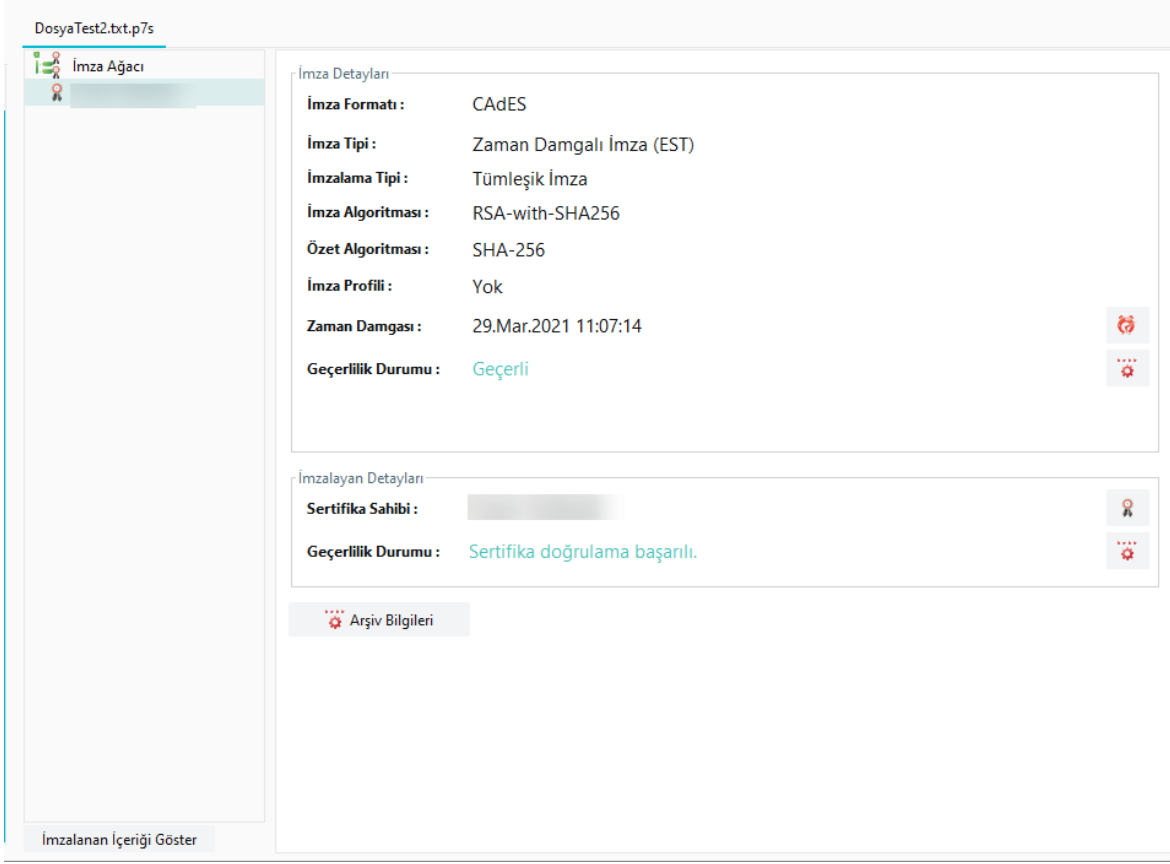 DosyaTest2.txt.p7s
İmza Ağacı
İmza Detayları
İmza Formatı : CAdES
İmza Tipi : Zaman Damgalı İmza (EST)
İmzalama Tipi : Tümleşik İmza
İmza Algoritması : RSA-with-SHA256
Özet Algoritması : SHA-256
İmza Profili : Yok
Zaman Damgası : 29.Mar.2021 11:07:14
Geçerlilik Durumu : Geçerli
İmzalayan Detayları
Sertifika Sahibi :
Geçerlilik Durumu : Sertifika doğrulama başarılı.
Arşiv Bilgileri
İmzalanan İçeriği Göster